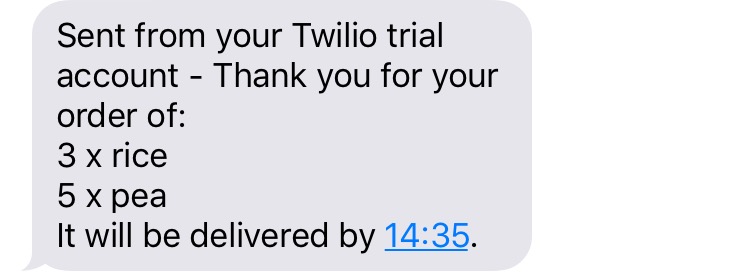 Sent from your Twilio trial
account - Thank you for your
order of:
3 x rice
5 x pea
It will be delivered by 14:35.